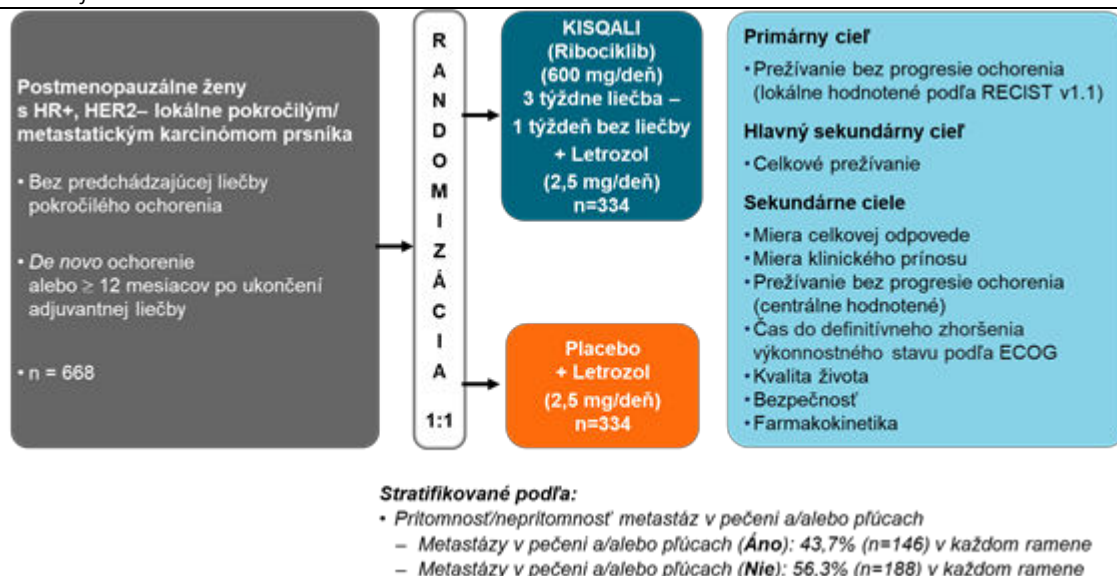 Postmenopauzálne ženy
s HR+, HER2– lokálne pokročilým/
metastatickým karcinómom prsníka
• Bez predchádzajúcej liečby
pokročilého ochorenia
• De novo ochorenie
alebo ≥ 12 mesiacov po ukončení
adjuvantnej liečby
• n = 668
R
A
N
D
O
M
I
Z
Á
C
I
A
1:1
KISQALI
(Ribociklib)
(600 mg/deň)
3 týždne liečba –
1 týždeň bez liečby
+ Letrozol
(2,5 mg/deň)
n=334
Placebo
+ Letrozol
(2,5 mg/deň)
n=334
Primárny cieľ
• Prežívanie bez progresie ochorenia
(lokálne hodnotené podľa RECIST v1.1)
Hlavný sekundárny cieľ
• Celkové prežívanie
Sekundárne ciele
• Miera celkovej odpovede
• Miera klinického prínosu
• Prežívanie bez progresie ochorenia
(centrálne hodnotené)
• Čas do definitívneho zhoršenia
výkonnostného stavu podľa ECOG
• Kvalita života
• Bezpečnosť
• Farmakokinetika
Stratifikované podľa:
• Prítomnosť/neprítomnosť metastáz v pečeni a/alebo pľúcach
– Metastázy v pečeni a/alebo pľúcach (Áno): 43,7% (n=146) v každom ramene
– Metastázy v pečeni a/alebo pľúcach (Nie): 56,3% (n=188) v každom ramene